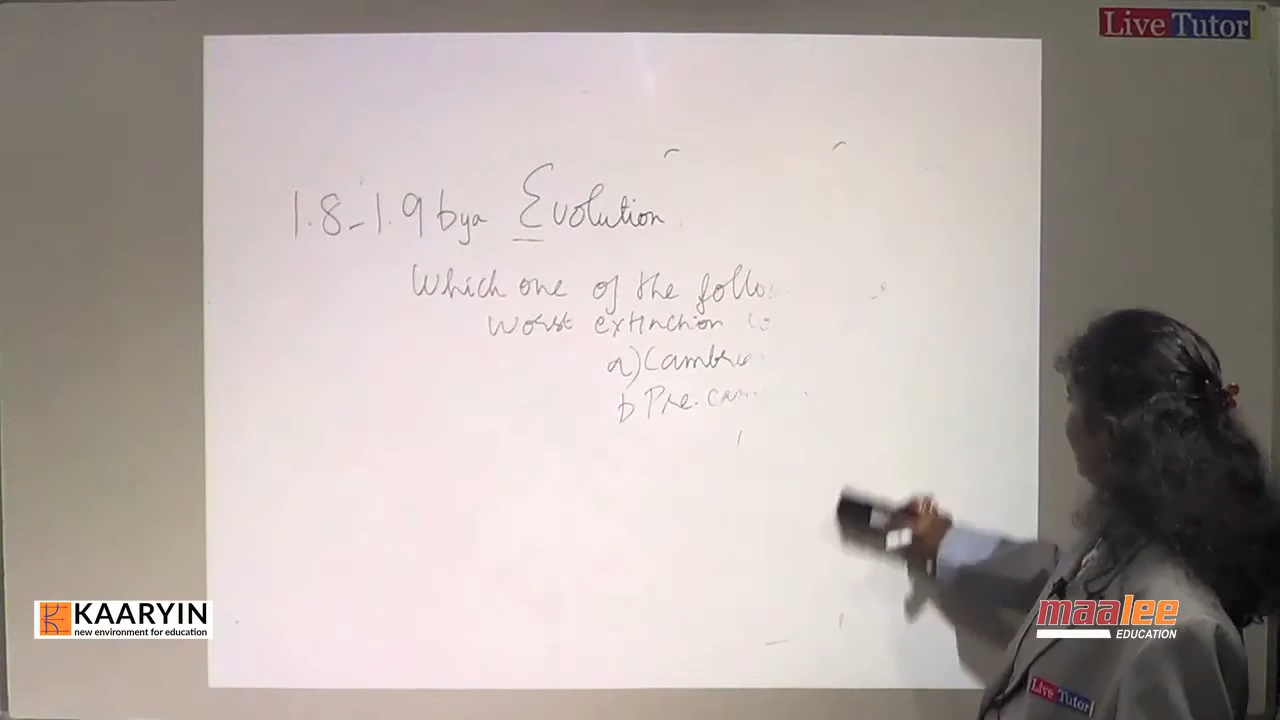 Live Tutor
1.8-1.9 bya Evolution
Which one of the follo
worst extinction
a) Cambria
b Pre. cam
KAARYIN
new environment for education
maalee
EDUCATION
Live Tutor